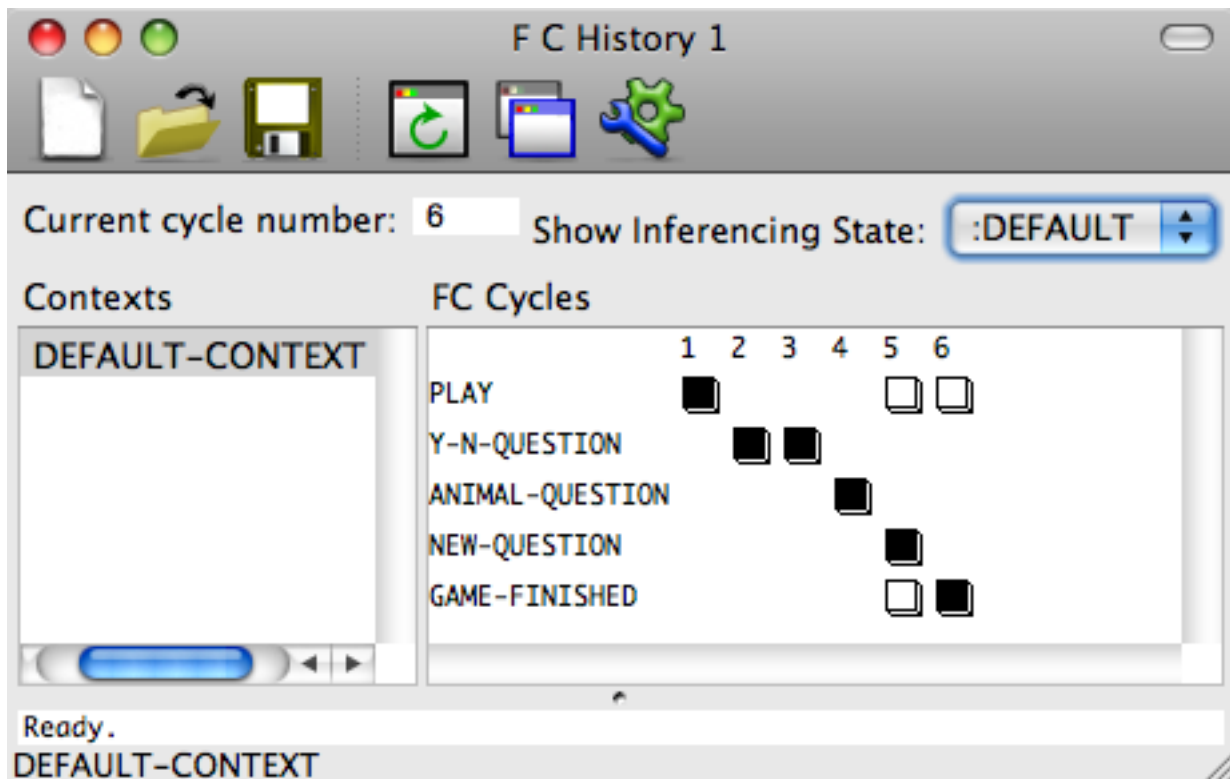 F C History 1
Current cycle number: 6 Show Inferencing State: :DEFAULT
Contexts
FC Cycles
DEFAULT-CONTEXT
1 2 3 4 5 6
PLAY
Y-N-QUESTION
ANIMAL-QUESTION
NEW-QUESTION
GAME-FINISHED
Ready.
DEFAULT-CONTEXT